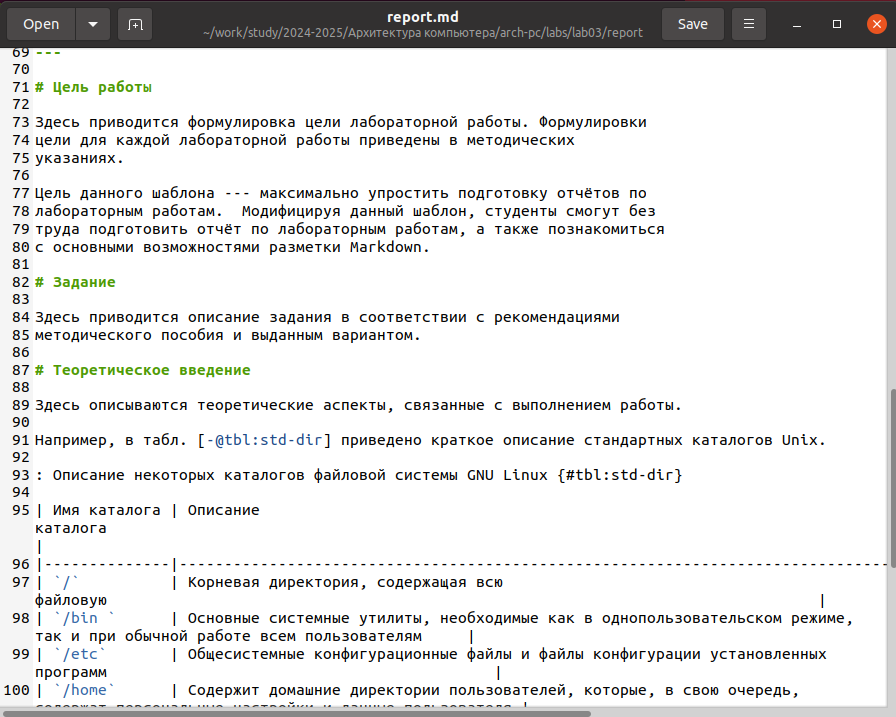 Open
report.md
~/work/study/2024-2025/Архитектура компьютера/arch-pc/labs/lab03/report
Save
69 ---
70
71 # Цель работы
72
73 Здесь приводится формулировка цели лабораторной работы. Формулировки
74 цели для каждой лабораторной работы приведены в методических
75 указаниях.
76
77 Цель данного шаблона --- максимально упростить подготовку отчётов по
78 лабораторным работам.  Модифицируя данный шаблон, студенты смогут без
79 труда подготовить отчёт по лабораторным работам, а также познакомиться
80 с основными возможностями разметки Markdown.
81
82 # Задание
83
84 Здесь приводится описание задания в соответствии с рекомендациями
85 методического пособия и выданным вариантом.
86
87 # Теоретическое введение
88
89 Здесь описываются теоретические аспекты, связанные с выполнением работы.
90
91 Например, в табл. [-@tbl:std-dir] приведено краткое описание стандартных каталогов Unix.
92
93 : Описание некоторых каталогов файловой системы GNU Linux {#tbl:std-dir}
94
95 | Имя каталога | Описание
каталога
|
96 |--------------|-------------------------------------------------------------------------------
97 | `/`          | Корневая директория, содержащая всю
файловую |
98 | `/bin `      | Основные системные утилиты, необходимые как в однопользовательском режиме,
так и при обычной работе всем пользователям     |
99 | `/etc`       | Общесистемные конфигурационные файлы и файлы конфигурации установленных
программ |
100 | `/home`      | Содержит домашние директории пользователей, которые, в свою очередь,
содержат персональные настройки и данные пользователя |